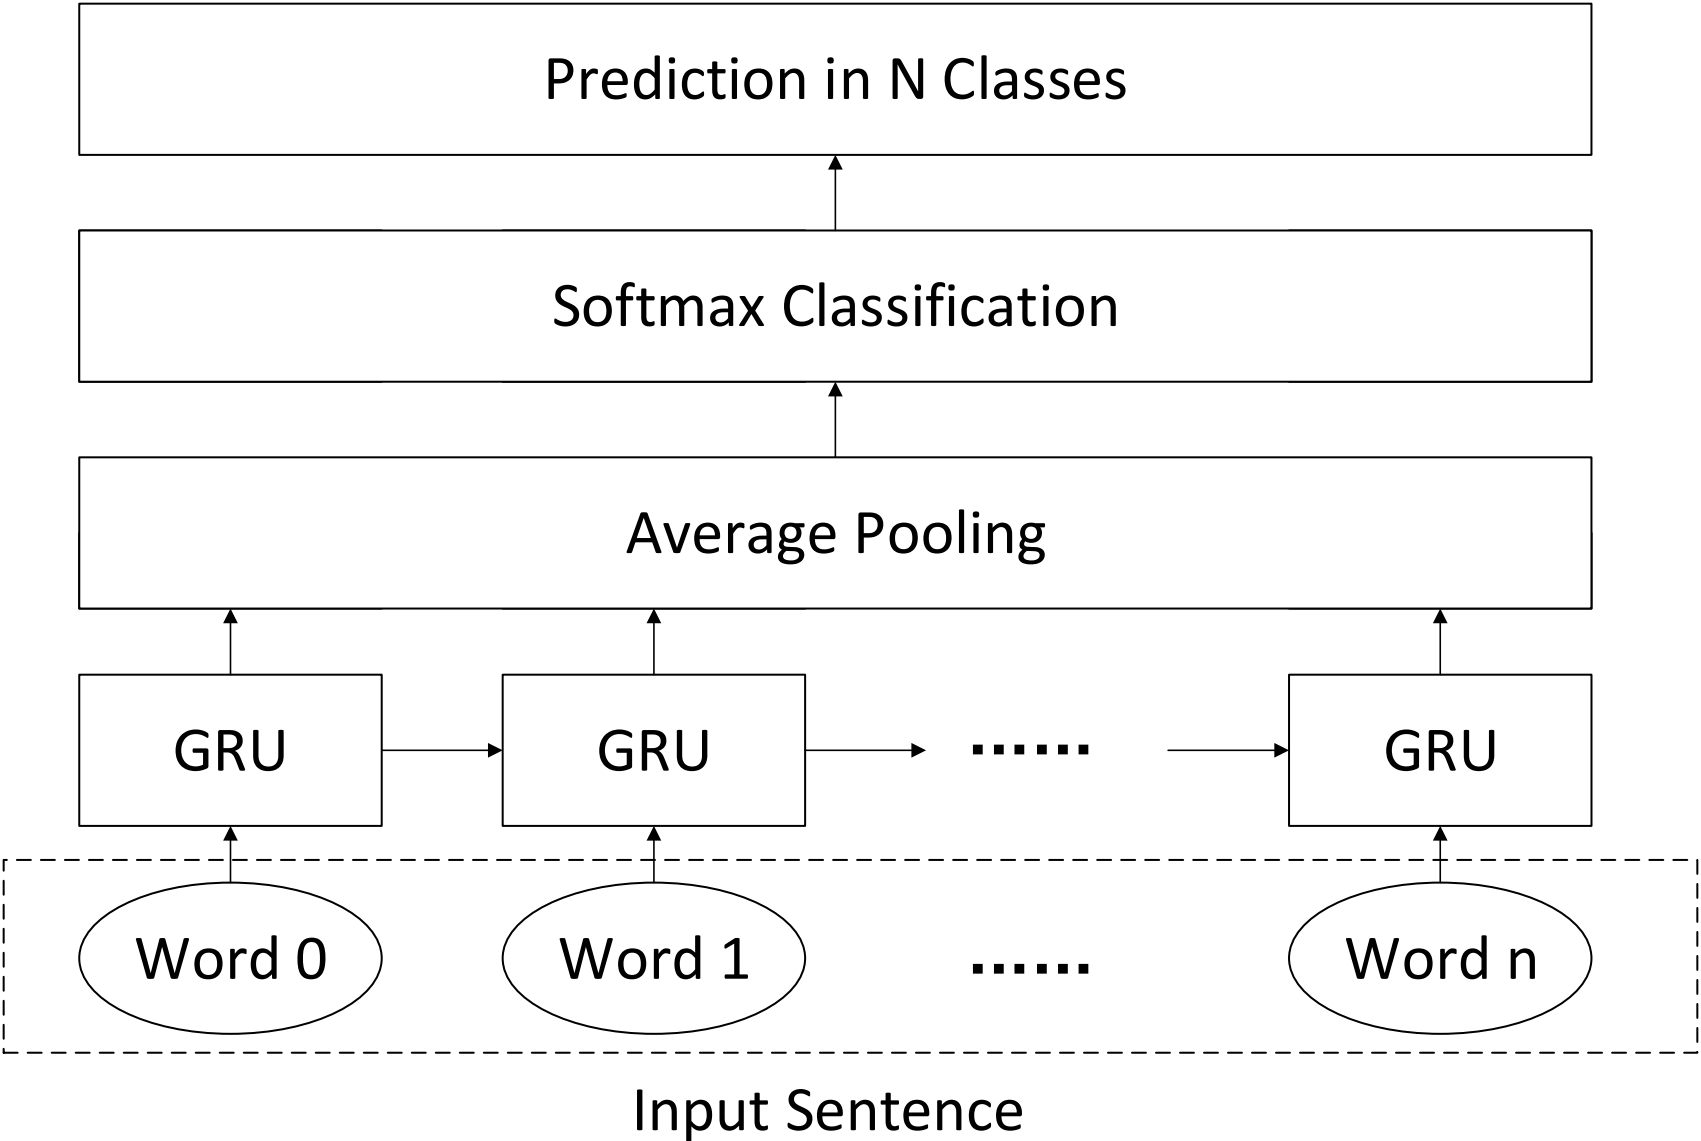 Prediction in N Classes
Softmax Classification
Average Pooling
GRU GRU ...... GRU
Word 0 Word 1 ...... Word n
Input Sentence